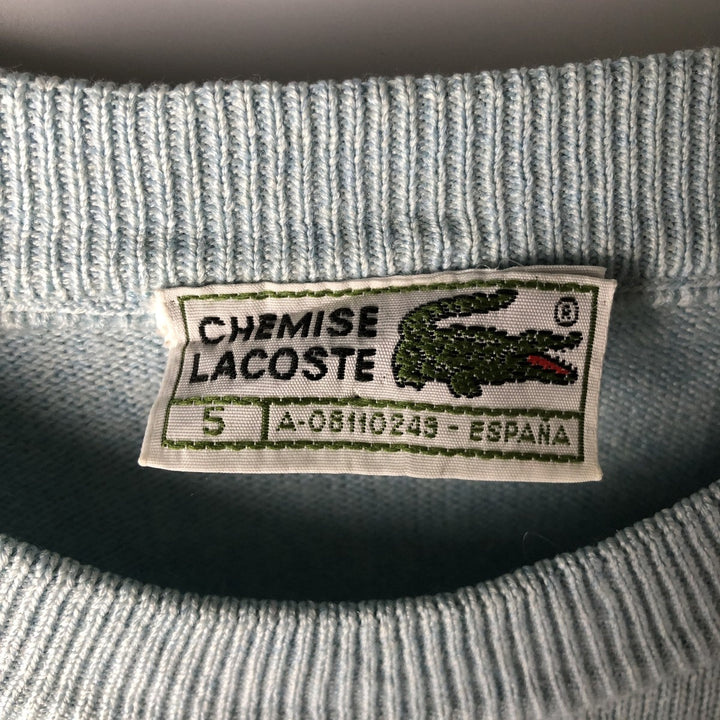 CHEMISE
LACOSTE
®
5 A-08110249 - ESPAÑA